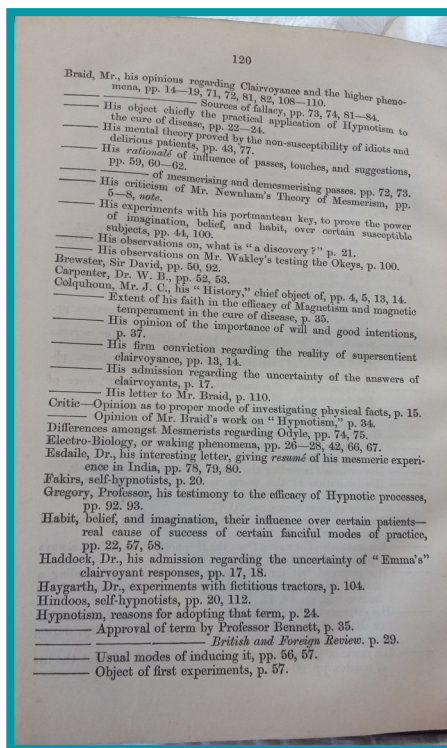 120
Braid, Mr., his opinions regarding Clairvoyance and the higher pheno-
mena, pp. 14—19, 71, 72, 81, 82, 108—110.
——— ——————— Sources of fallacy, pp. 73, 74, 81—84.
——— His object chiefly the practical application of Hypnotism to
the cure of disease, pp. 22—24.
——— His mental theory proved by the non-susceptibility of idiots and
delirious patients, pp. 43, 77.
——— His rationalé of influence of passes, touches, and suggestions,
pp. 59, 60—62.
——— ——————— of mesmerising and demesmerising passes. pp. 72, 73.
——— His criticism of Mr. Newnham's Theory of Mesmerism, pp.
5—8, note.
——— His experiments with his portmanteau key, to prove the power
of imagination, belief, and habit, over certain susceptible
subjects, pp. 44, 100.
——— His observations on, what is "a discovery?" p. 21.
——— His observations on Mr. Wakley's testing the Okeys, p. 100.
Brewster, Sir David, pp. 50, 92.
Carpenter, Dr. W. B., pp. 52, 53.
Colquhoun, Mr. J. C., his "History," chief object of, pp. 4, 5, 13, 14.
——— Extent of his faith in the efficacy of Magnetism and magnetic
temperament in the cure of disease, p. 35.
——— His opinion of the importance of will and good intentions,
p. 37.
——— His firm conviction regarding the reality of supersentient
clairvoyance, pp. 13, 14.
——— His admission regarding the uncertainty of the answers of
clairvoyants, p. 17.
——— His letter to Mr. Braid, p. 110.
Critic—Opinion as to proper mode of investigating physical facts, p. 15.
——— Opinion of Mr. Braid's work on "Hypnotism," p. 34.
Differences amongst Mesmerists regarding Odyle, pp. 74, 75.
Electro-Biology, or waking phenomena, pp. 26—28, 42, 66, 67.
Esdaile, Dr., his interesting letter, giving resumé of his mesmeric experi-
ence in India, pp. 78, 79, 80.
Fakirs, self-hypnotists, p. 20.
Gregory, Professor, his testimony to the efficacy of Hypnotic processes,
pp. 92. 93.
Habit, belief, and imagination, their influence over certain patients—
real cause of success of certain fanciful modes of practice,
pp. 22, 57, 58.
Haddock, Dr., his admission regarding the uncertainty of "Emma's"
clairvoyant responses, pp. 17, 18.
Haygarth, Dr., experiments with fictitious tractors, p. 104.
Hindoos, self-hypnotists, pp. 20, 112.
Hypnotism, reasons for adopting that term, p. 24.
——— Approval of term by Professor Bennett, p. 35.
——— ——————— British and Foreign Review. p. 29.
——— Usual modes of inducing it, pp. 56, 57.
——— Object of first experiments, p. 57.